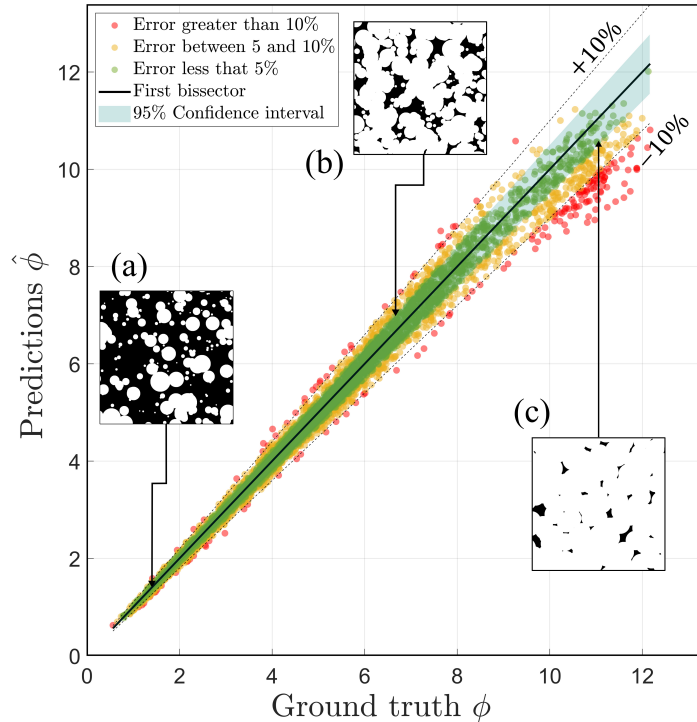 Error greater than 10%
Error between 5 and 10%
Error less that 5%
First bissector
95% Confidence interval
+10%
−10%
(a)
(b)
(c)
Predictions ϕ̂
12
10
8
6
4
2
0
0 2 4 6 8 10 12
Ground truth ϕ